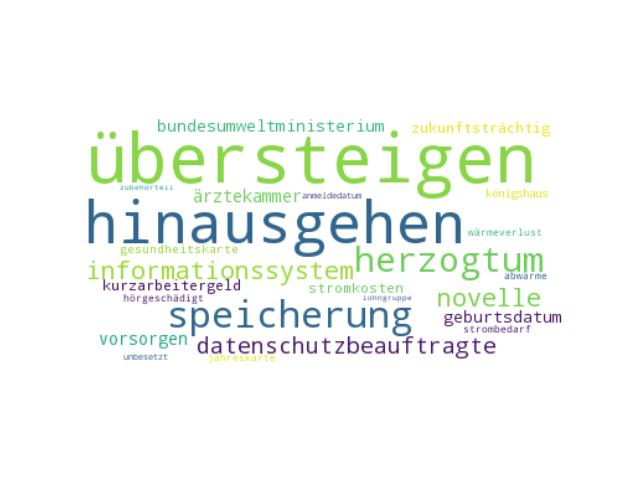 bundesumweltministerium zukunftsträchtig
übersteigen
zubehörteil
ärztekammer anmeldedatum königshaus
hinausgehen wärmeverlust
gesundheitskarte herzogtum
informationssystem abwärme
kurzarbeitergeld stromkosten
hörgeschädigt lohngruppe novelle
speicherung geburtsdatum
strombedarf
vorsorgen datenschutzbeauftragte
unbesetzt jahreskarte